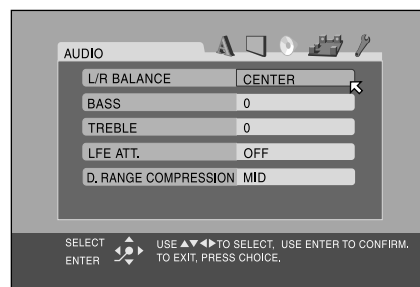 AUDIO
L/R BALANCE CENTER
BASS 0
TREBLE 0
LFE ATT. OFF
D. RANGE COMPRESSION MID
SELECT
ENTER
USE ▲▼◀▶TO SELECT, USE ENTER TO CONFIRM.
TO EXIT, PRESS CHOICE.